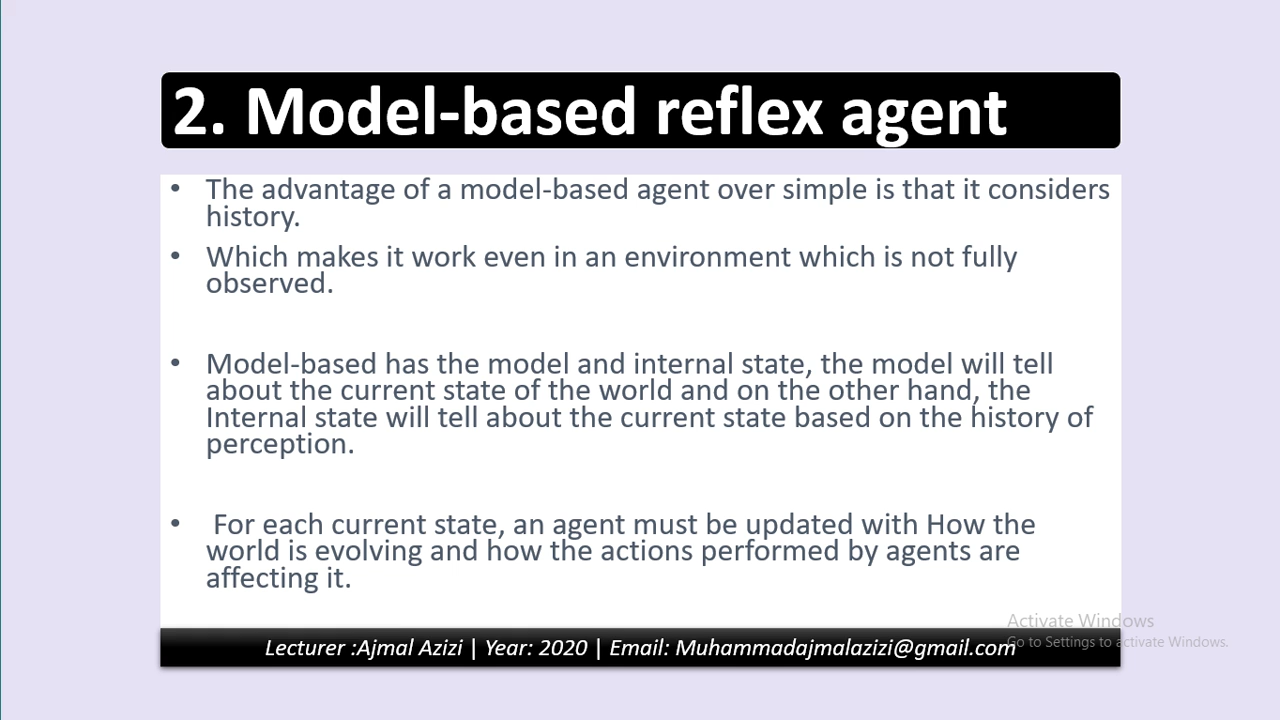 2. Model-based reflex agent
• The advantage of a model-based agent over simple is that it considers
history.
• Which makes it work even in an environment which is not fully
observed.
• Model-based has the model and internal state, the model will tell
about the current state of the world and on the other hand, the
Internal state will tell about the current state based on the history of
perception.
• For each current state, an agent must be updated with How the
world is evolving and how the actions performed by agents are
affecting it.
Activate Windows
Go to Settings to activate Windows.
Lecturer :Ajmal Azizi | Year: 2020 | Email: Muhammadajmalazizi@gmail.com